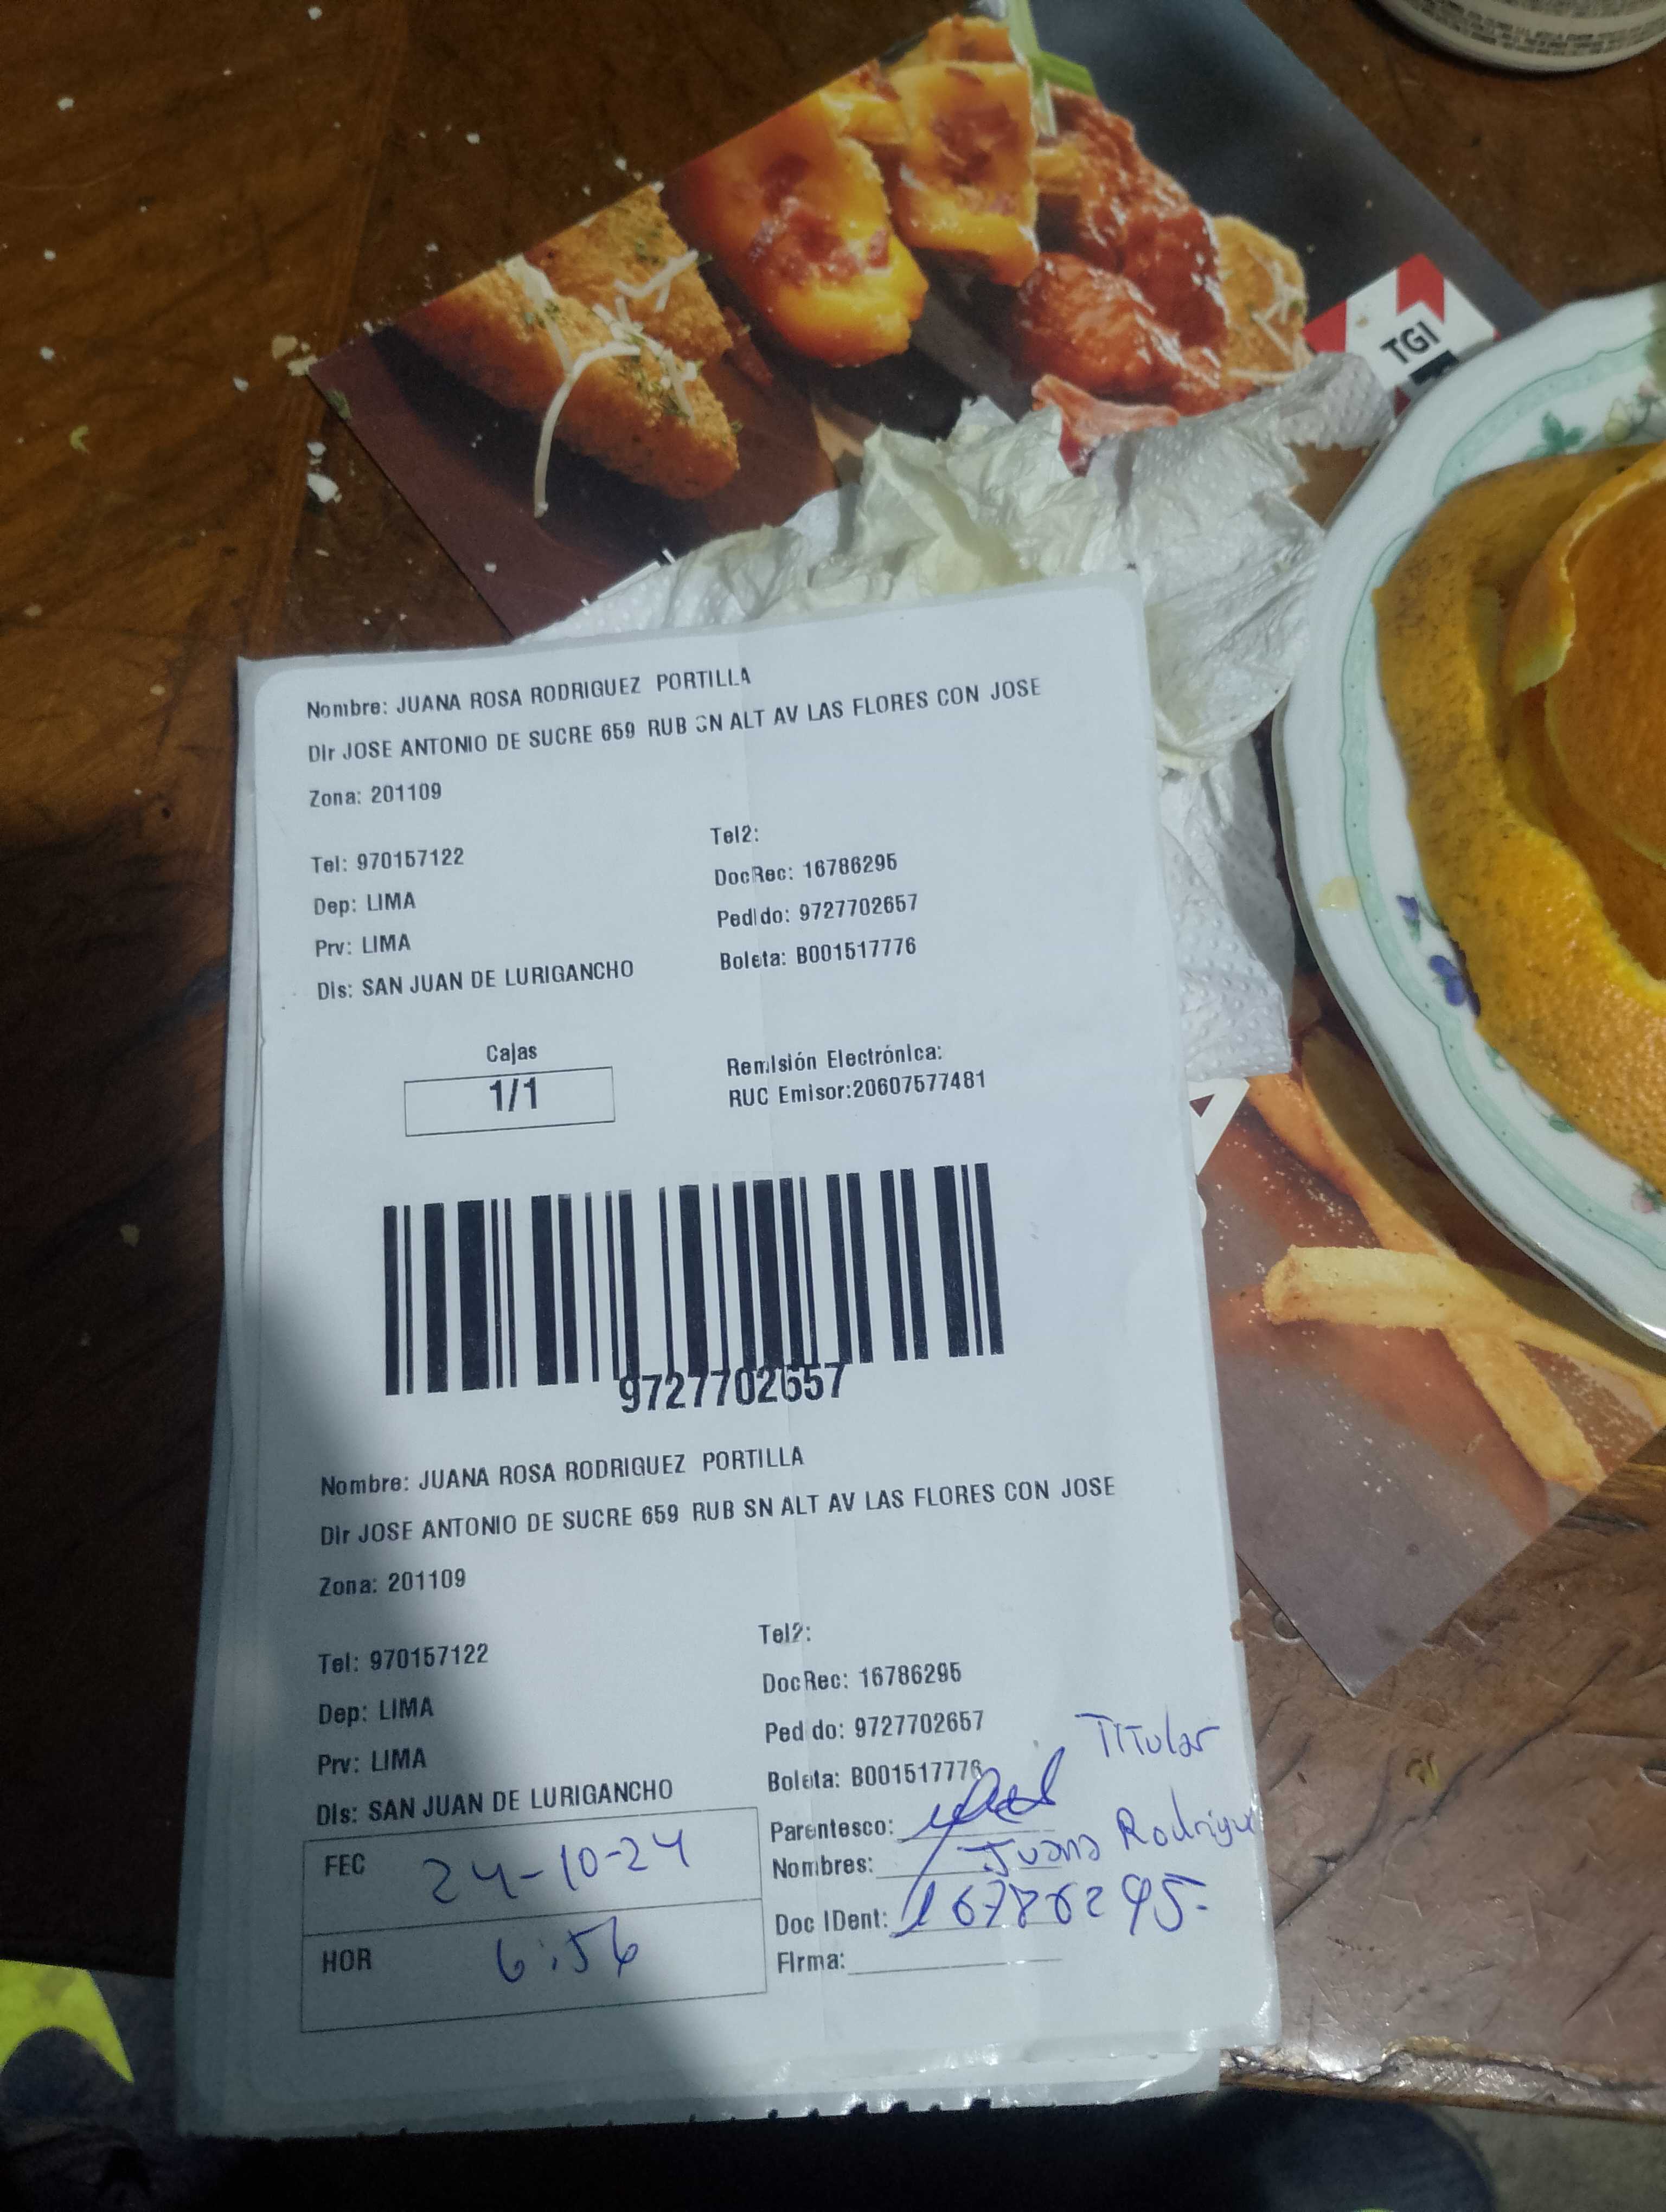 TGI
Nombre: JUANA ROSA RODRIGUEZ PORTILLA
Dir JOSE ANTONIO DE SUCRE 659 RUB SN ALT AV LAS FLORES CON JOSE
Zona: 201109
Tel2:
Tel: 970157122
DocRec: 16786295
Dep: LIMA
Pedido: 9727702657
Prv: LIMA
Boleta: B001517776
Dis: SAN JUAN DE LURIGANCHO
Cajas
1/1
Remisión Electrónica:
RUC Emisor:20607577481
9727702657
Nombre: JUANA ROSA RODRIGUEZ PORTILLA
Dir JOSE ANTONIO DE SUCRE 659 RUB SN ALT AV LAS FLORES CON JOSE
Zona: 201109
Tel2:
Tel: 970157122
DocRec: 16786295
Dep: LIMA
Pedido: 9727702657
Prv: LIMA
Boleta: B001517776
Dis: SAN JUAN DE LURIGANCHO
Titular
Parentesco:
Nombres: Juana Rodrigue
Doc IDent: 16786295-
Firma:
FEC 24-10-24
HOR 6:56